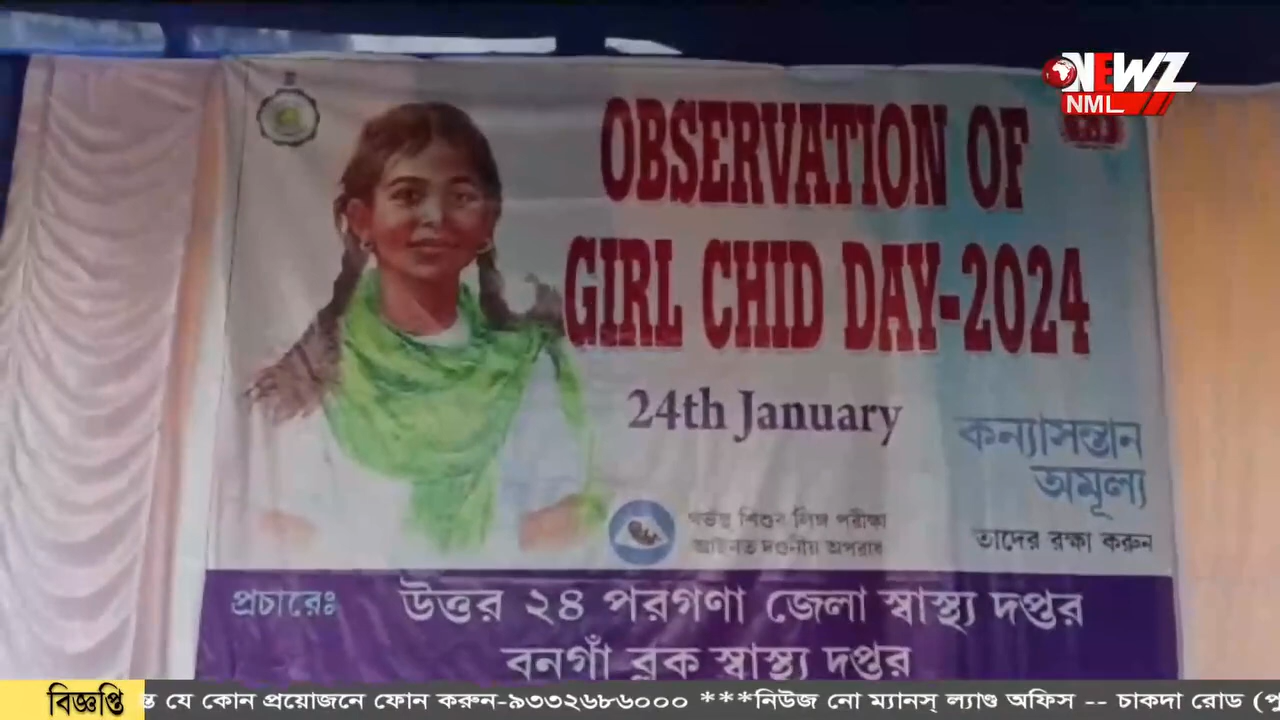 NEWZ
NML
OBSERVATION OF
GIRL CHID DAY-2024
24th January
কন্যাসন্তান
অমূল্য
তাদের রক্ষা করুন
গর্ভস্থ শিশুর লিঙ্গ পরীক্ষা
আইনত দণ্ডনীয় অপরাধ
প্রচারেঃ উত্তর ২৪ পরগণা জেলা স্বাস্থ্য দপ্তর
বনগাঁ ব্লক স্বাস্থ্য দপ্তর
বিজ্ঞপ্তি যে কোন প্রয়োজনে ফোন করুন-৯৩৩২৬৮৬০০০ ***নিউজ নো ম্যানস্ ল্যাণ্ড অফিস -- চাকদা রোড